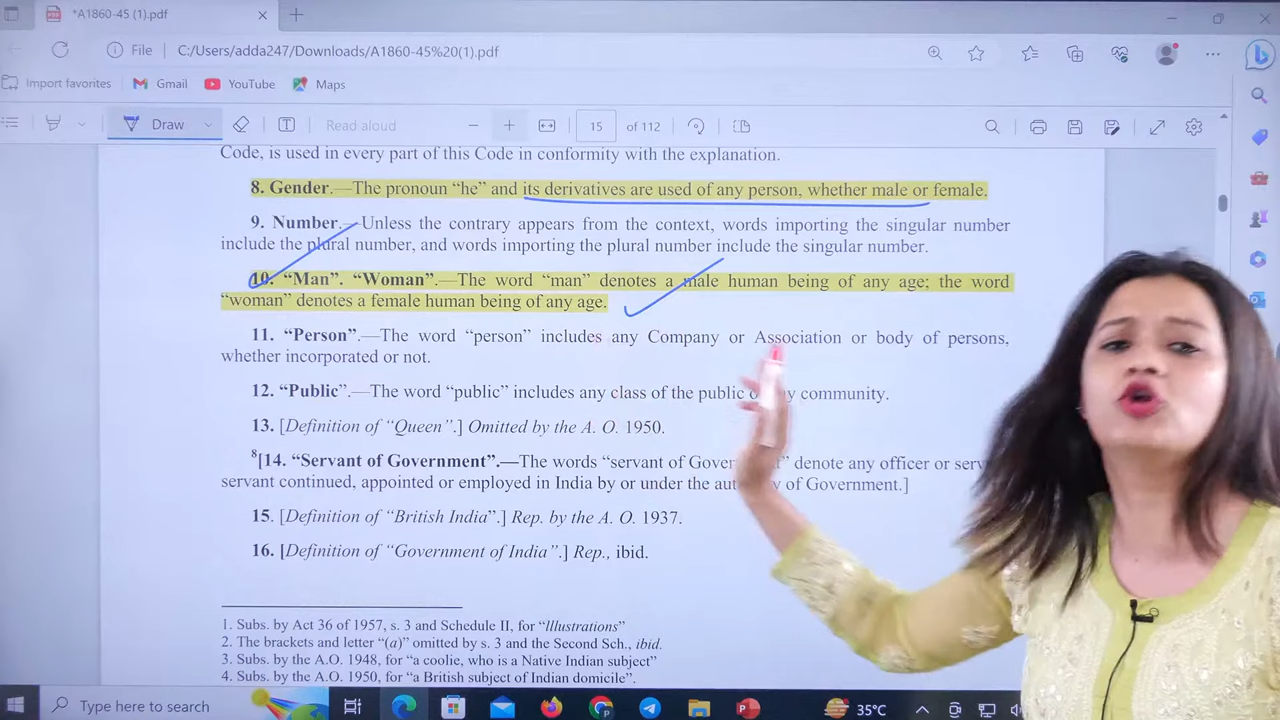 *A1860-45 (1).pdf
File | C:/Users/adda247/Downloads/A1860-45%20(1).pdf
Import favorites Gmail YouTube Maps
Draw Read aloud 15 of 112
Code, is used in every part of this Code in conformity with the explanation.
8. Gender.—The pronoun “he” and its derivatives are used of any person, whether male or female.
9. Number.—Unless the contrary appears from the context, words importing the singular number
include the plural number, and words importing the plural number include the singular number.
10. “Man”. “Woman”.—The word “man” denotes a male human being of any age: the word
“woman” denotes a female human being of any age.
11. “Person”.—The word “person” includes any Company or Association or body of persons,
whether incorporated or not.
12. “Public”.—The word “public” includes any class of the public community.
13. [Definition of “Queen”.] Omitted by the A. O. 1950.
8[14. “Servant of Government”.—The words “servant of denote any officer or
servant continued, appointed or employed in India by or under the of Government.]
15. [Definition of “British India”.] Rep. by the A. O. 1937.
16. [Definition of “Government of India”.] Rep., ibid.
1. Subs. by Act 36 of 1957, s. 3 and Schedule II, for “Illustrations”
2. The brackets and letter “(a)” omitted by s. 3 and the Second Sch., ibid.
3. Subs. by the A.O. 1948, for “a coolie, who is a Native Indian subject”
4. Subs. by the A.O. 1950, for “a British subject of Indian domicile”.
Type here to search 35°C